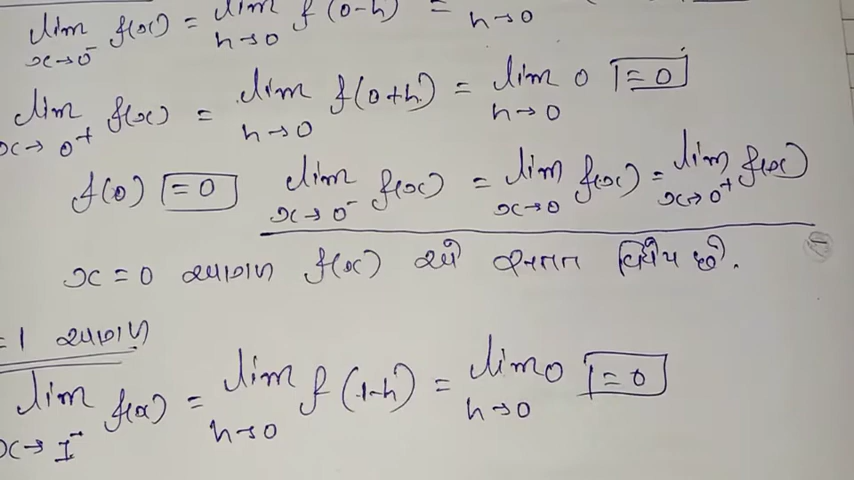 lim f(x) = lim f(0-h) =
x→0⁻ h→0 h→0
lim f(x) = lim f(0+h) = lim 0 = 0
x→0⁺ h→0 h→0
f(0) = 0 lim f(x) = lim f(x) = lim f(x)
x→0⁻ x→0 x→0⁺
x = 0 આગળ f(x) એ સતત વિધેય છે.
=1 આગળ
lim f(x) = lim f(1-h) = lim 0 = 0
x→1⁻ h→0 h→0